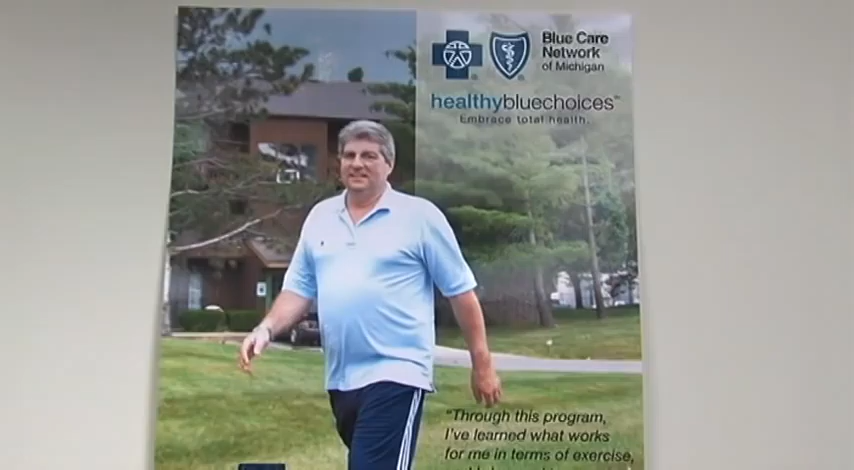 Blue Care
Network
of Michigan
healthybluechoices
Embrace total health.
"Through this program,
I've learned what works
for me in terms of exercise,